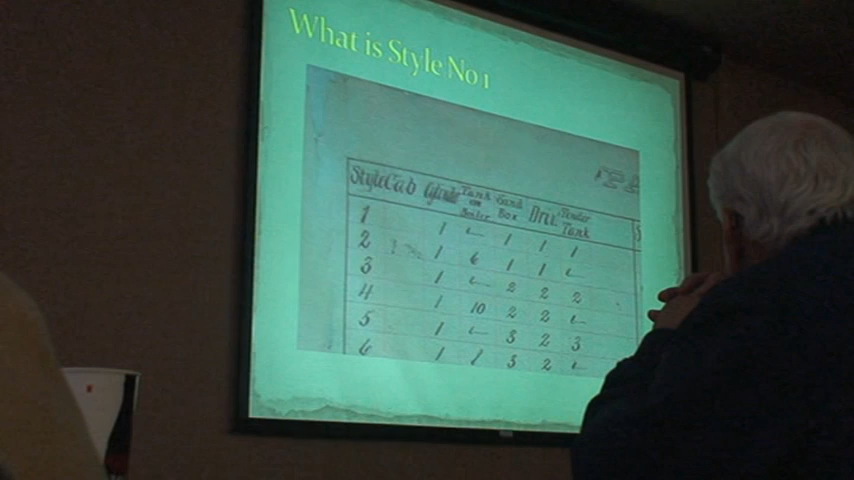 What is Style No 1
Style Cab Cylinder Tank on Boiler Sand Box Dri. Tender Tank
1 1 ~ 1 1 1
2 1 6 1 1 ~
3 1 ~ 2 2 2
4 1 10 2 2 ~
5 1 ~ 3 2 3
6 1 1 3 2 ~